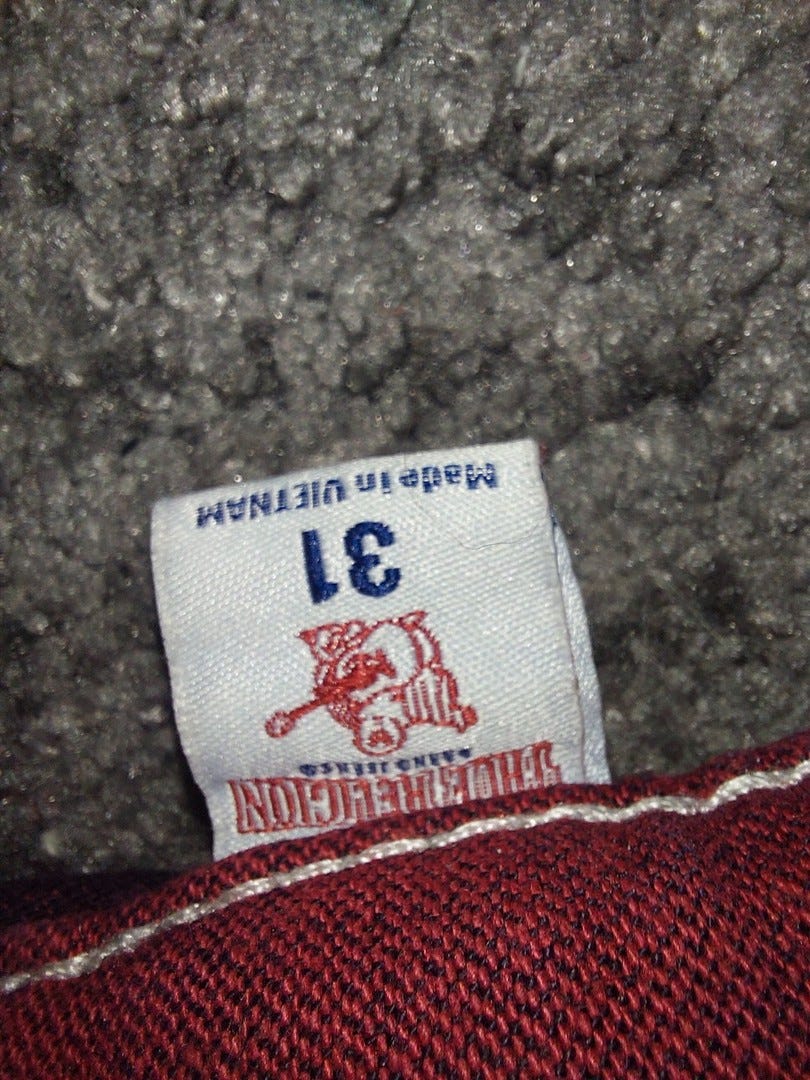 TRUE RELIGION
BRAND JEANS
31
Made in VIETNAM